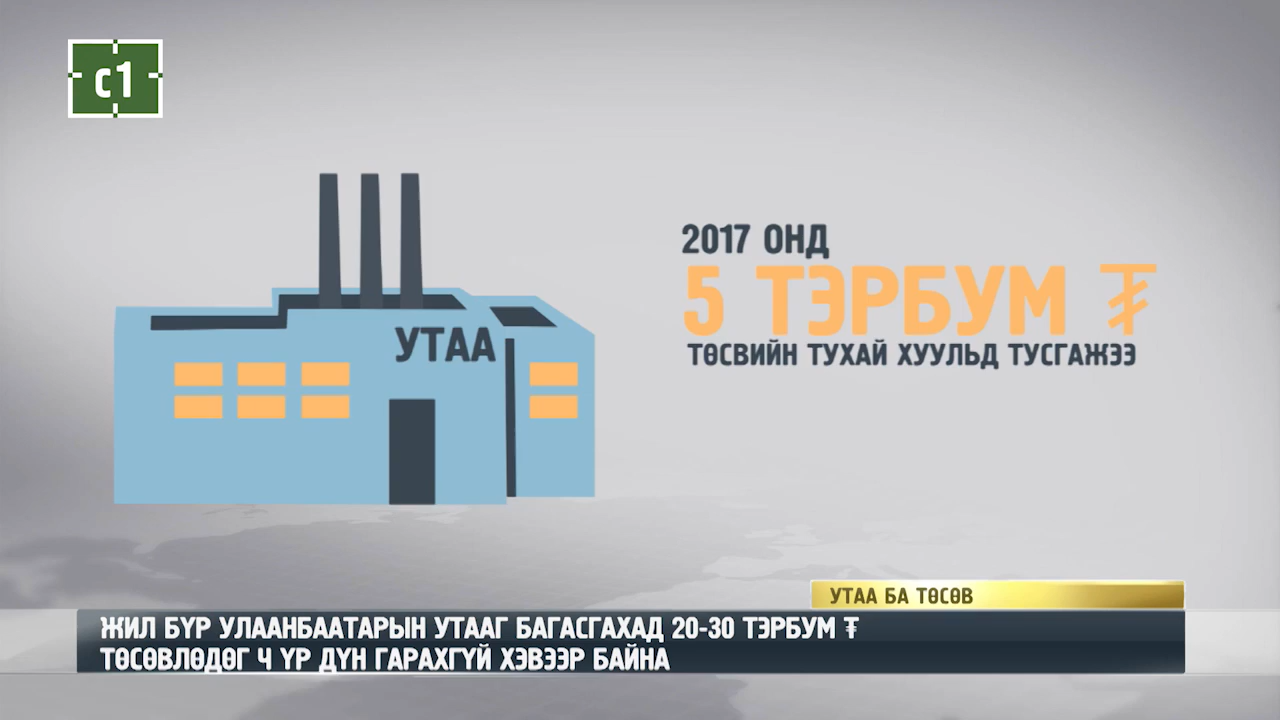 c1
2017 ОНД
5 ТЭРБУМ ₮
ТӨСВИЙН ТУХАЙ ХУУЛЬД ТУСГАЖЭЭ
УТАА
УТАА БА ТӨСӨВ
ЖИЛ БҮР УЛААНБААТАРЫН УТААГ БАГАСГАХАД 20-30 ТЭРБУМ ₮
ТӨСӨВЛӨДӨГ Ч ҮР ДҮН ГАРАХГҮЙ ХЭВЭЭР БАЙНА